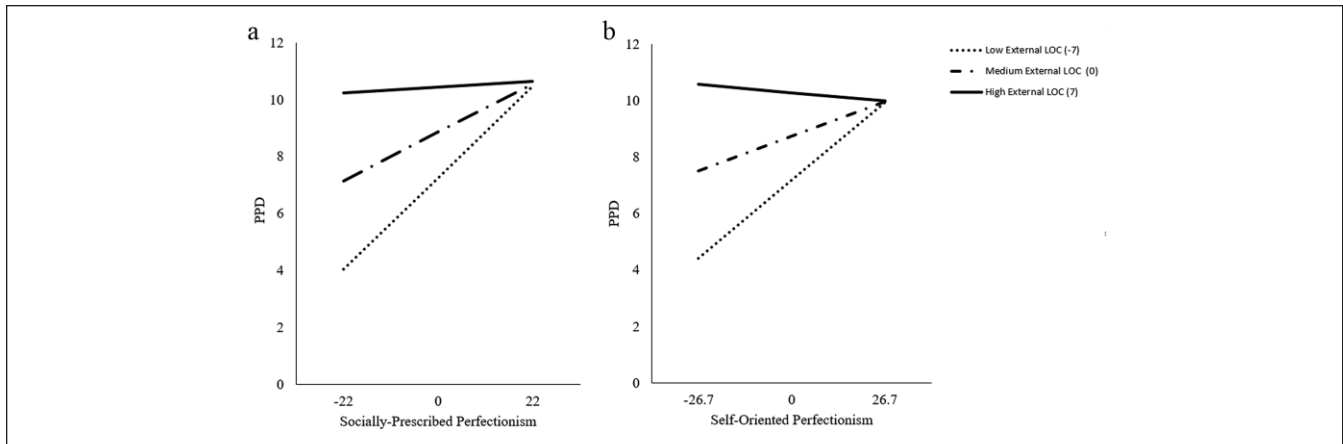 a
12
10
8
6
4
2
0
PPD
-22
0
22
Socially-Prescribed Perfectionism
b
12
10
8
6
4
2
0
PPD
-26.7
0
26.7
Self-Oriented Perfectionism
Low External LOC (-7)
Medium External LOC (0)
High External LOC (7)